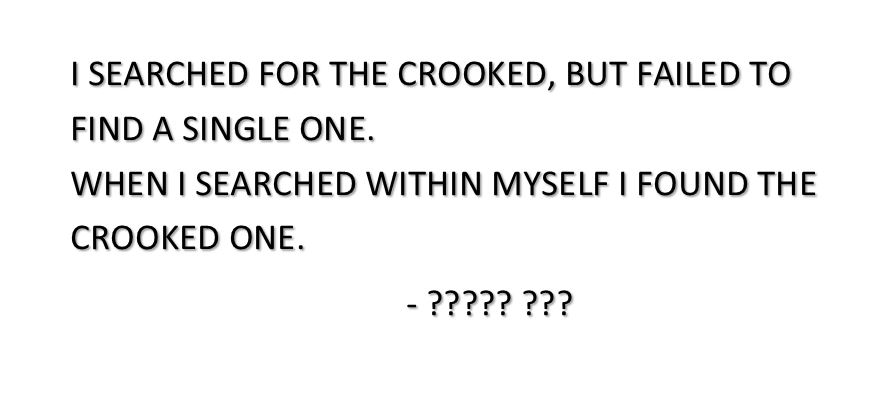 I SEARCHED FOR THE CROOKED, BUT FAILED TO
FIND A SINGLE ONE.
WHEN I SEARCHED WITHIN MYSELF I FOUND THE
CROOKED ONE.
- ????? ???